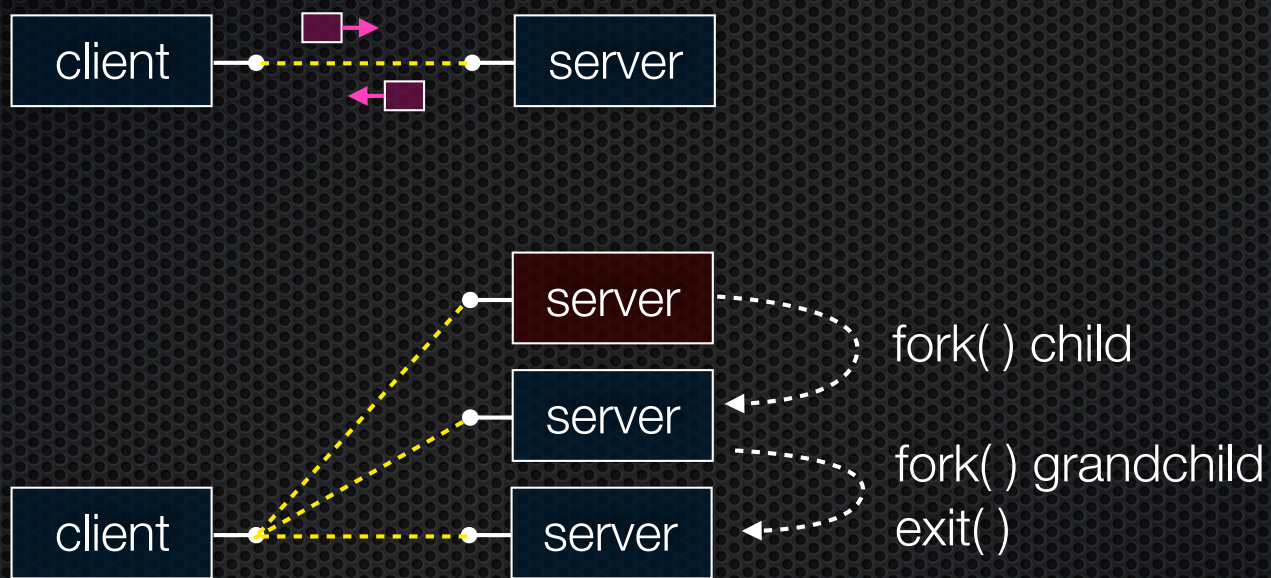 client
server
server
fork( ) child
server
fork( ) grandchild
client
server
exit( )